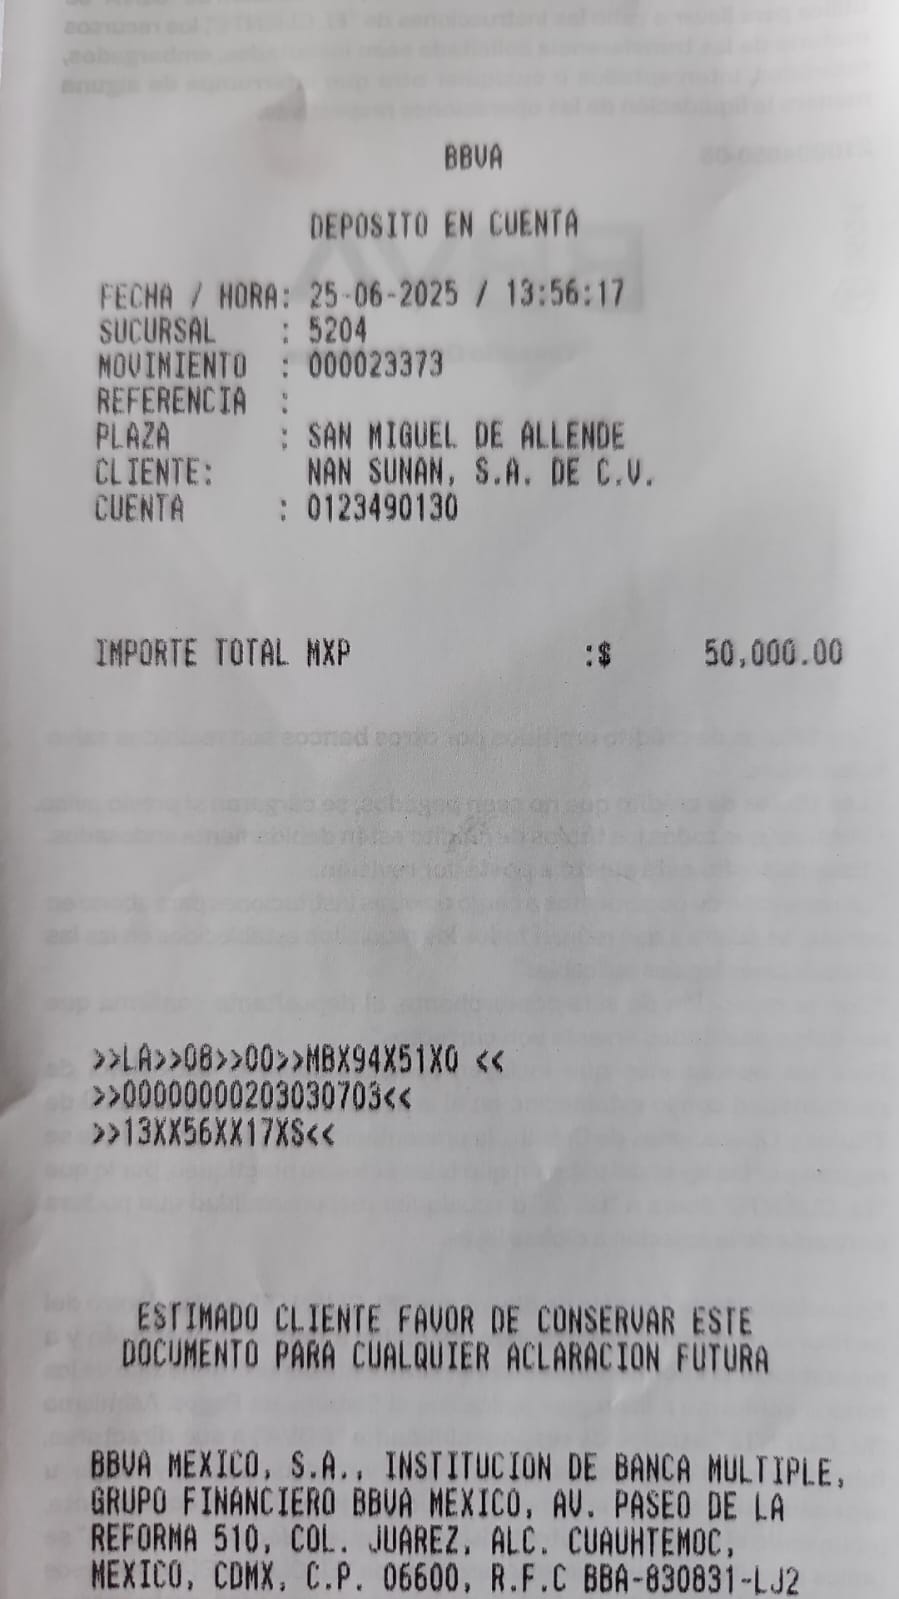 BBVA
DEPOSITO EN CUENTA
FECHA / HORA: 25-06-2025 / 13:56:17
SUCURSAL : 5204
MOVIMIENTO : 000023373
REFERENCIA :
PLAZA : SAN MIGUEL DE ALLENDE
CLIENTE: NAN SUNAN, S.A. DE C.V.
CUENTA : 0123490130
IMPORTE TOTAL MXP :$ 50,000.00
>>LA>>08>>00>>MBX94X51X0 <<
>>00000000203030703<<
>>13XX56XX17XS<<
ESTIMADO CLIENTE FAVOR DE CONSERVAR ESTE
DOCUMENTO PARA CUALQUIER ACLARACION FUTURA
BBVA MEXICO, S.A., INSTITUCION DE BANCA MULTIPLE,
GRUPO FINANCIERO BBVA MEXICO, AV. PASEO DE LA
REFORMA 510, COL. JUAREZ, ALC. CUAUHTEMOC,
MEXICO, CDMX, C.P. 06600, R.F.C BBA-830831-LJ2